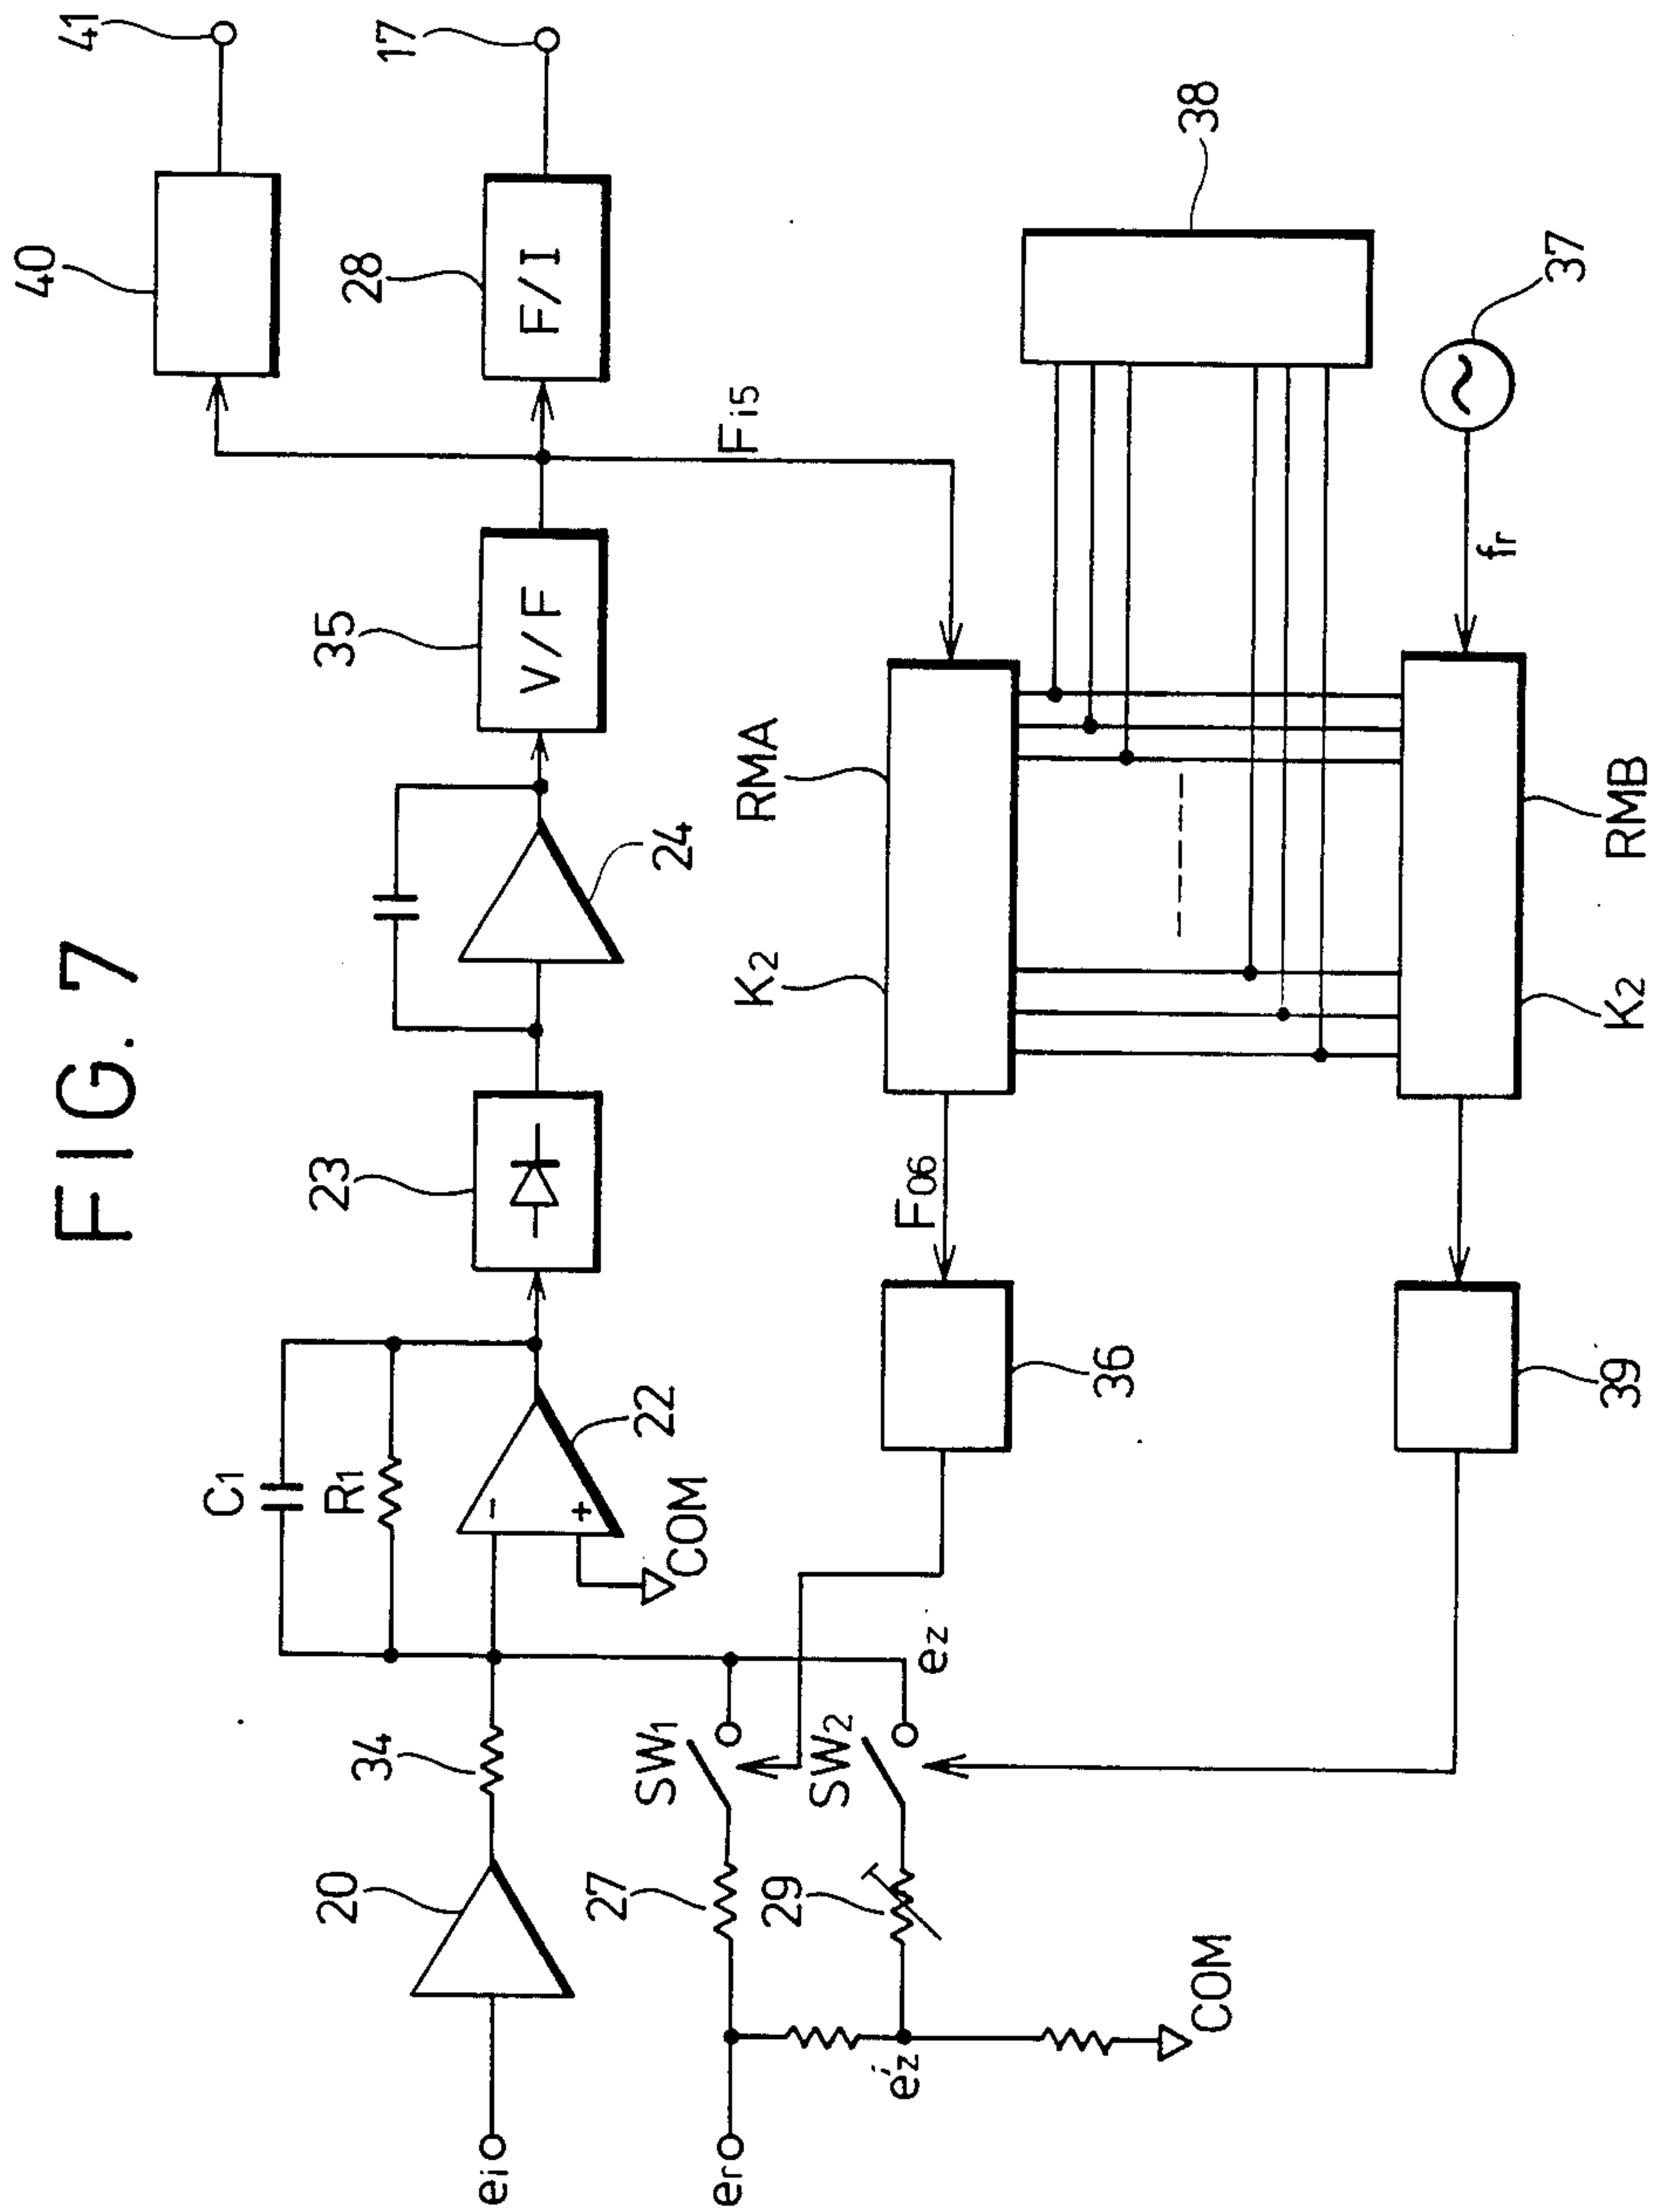 FIG. 7
40
41
28
F/I
17
35
V/F
Fi5
24
23
C1
R1
22
−
+
COM
34
20
ei
er
27
SW1
29
SW2
e'z
ez
COM
36
F06
K2
RMA
38
39
K2
RMB
fr
37